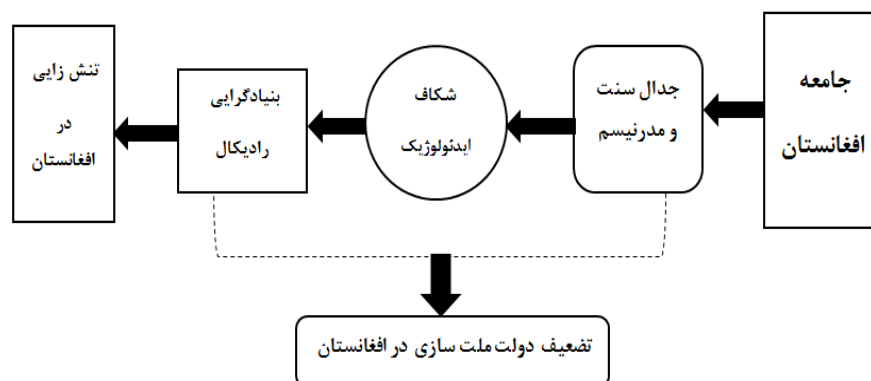 جامعه
افغانستان
جدال سنت
و مدرنیسم
شکاف
ایدئولوژیک
بنیادگرایی
رادیکال
تنش زایی
در
افغانستان
تضعیف دولت ملت سازی در افغانستان